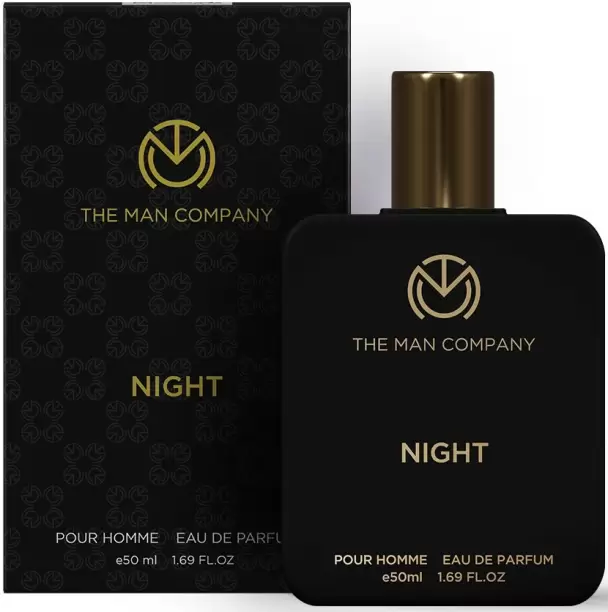 THE MAN COMPANY
NIGHT
POUR HOMME EAU DE PARFU
e50 ml 1.69 FL.OZ
THE MAN COMPANY
NIGHT
POUR HOMME EAU DE PARFUM
e50ml 1.69 FL.OZ